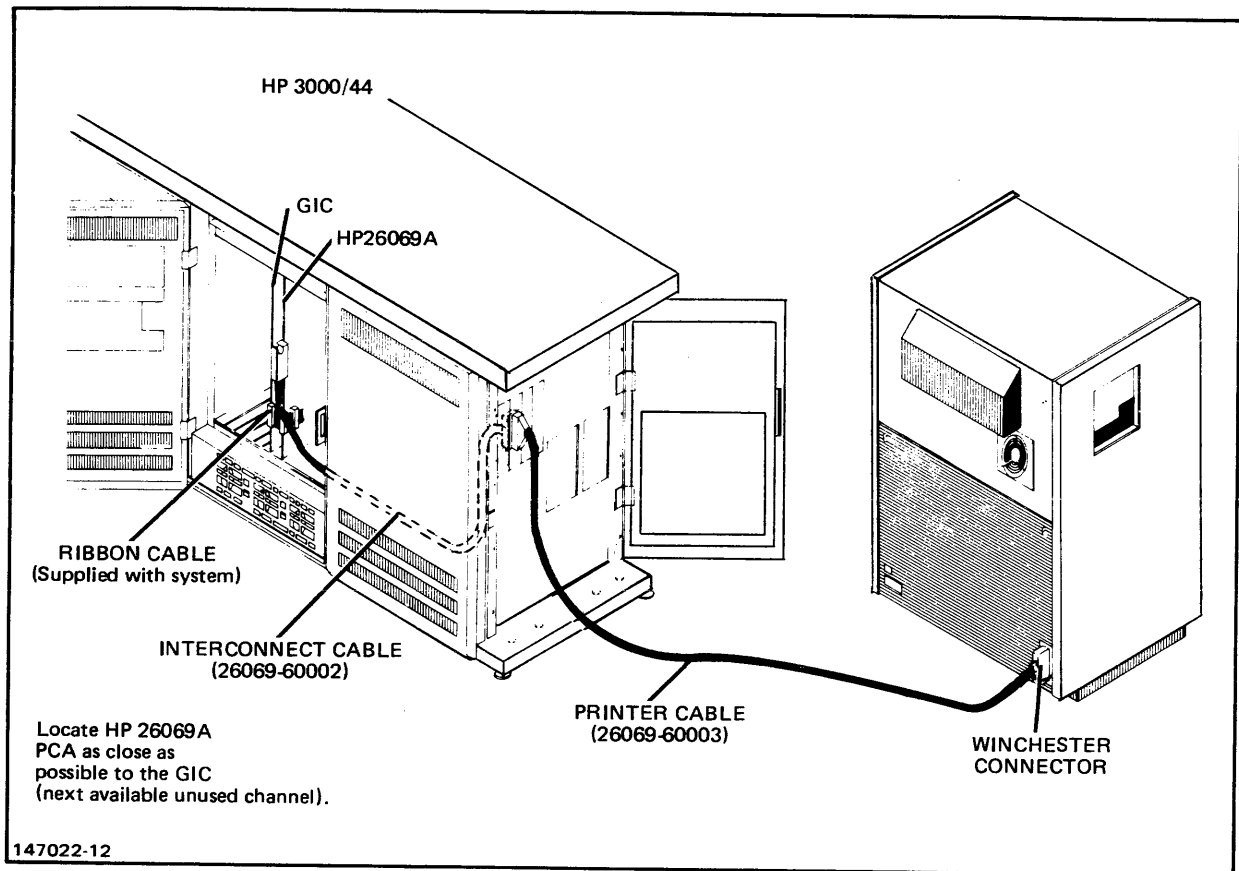 HP 3000/44
GIC
HP26069A
RIBBON CABLE
(Supplied with system)
INTERCONNECT CABLE
(26069-60002)
PRINTER CABLE
(26069-60003)
WINCHESTER
CONNECTOR
Locate HP 26069A
PCA as close as
possible to the GIC
(next available unused channel).
147022-12